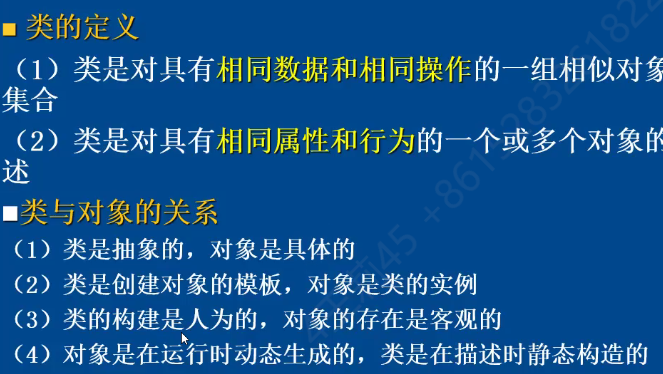 类的定义
（1）类是对具有相同数据和相同操作的一组相似对象
集合
（2）类是对具有相同属性和行为的一个或多个对象的
述
类与对象的关系
（1）类是抽象的，对象是具体的
（2）类是创建对象的模板，对象是类的实例
（3）类的构建是人为的，对象的存在是客观的
（4）对象是在运行时动态生成的，类是在描述时静态构造的